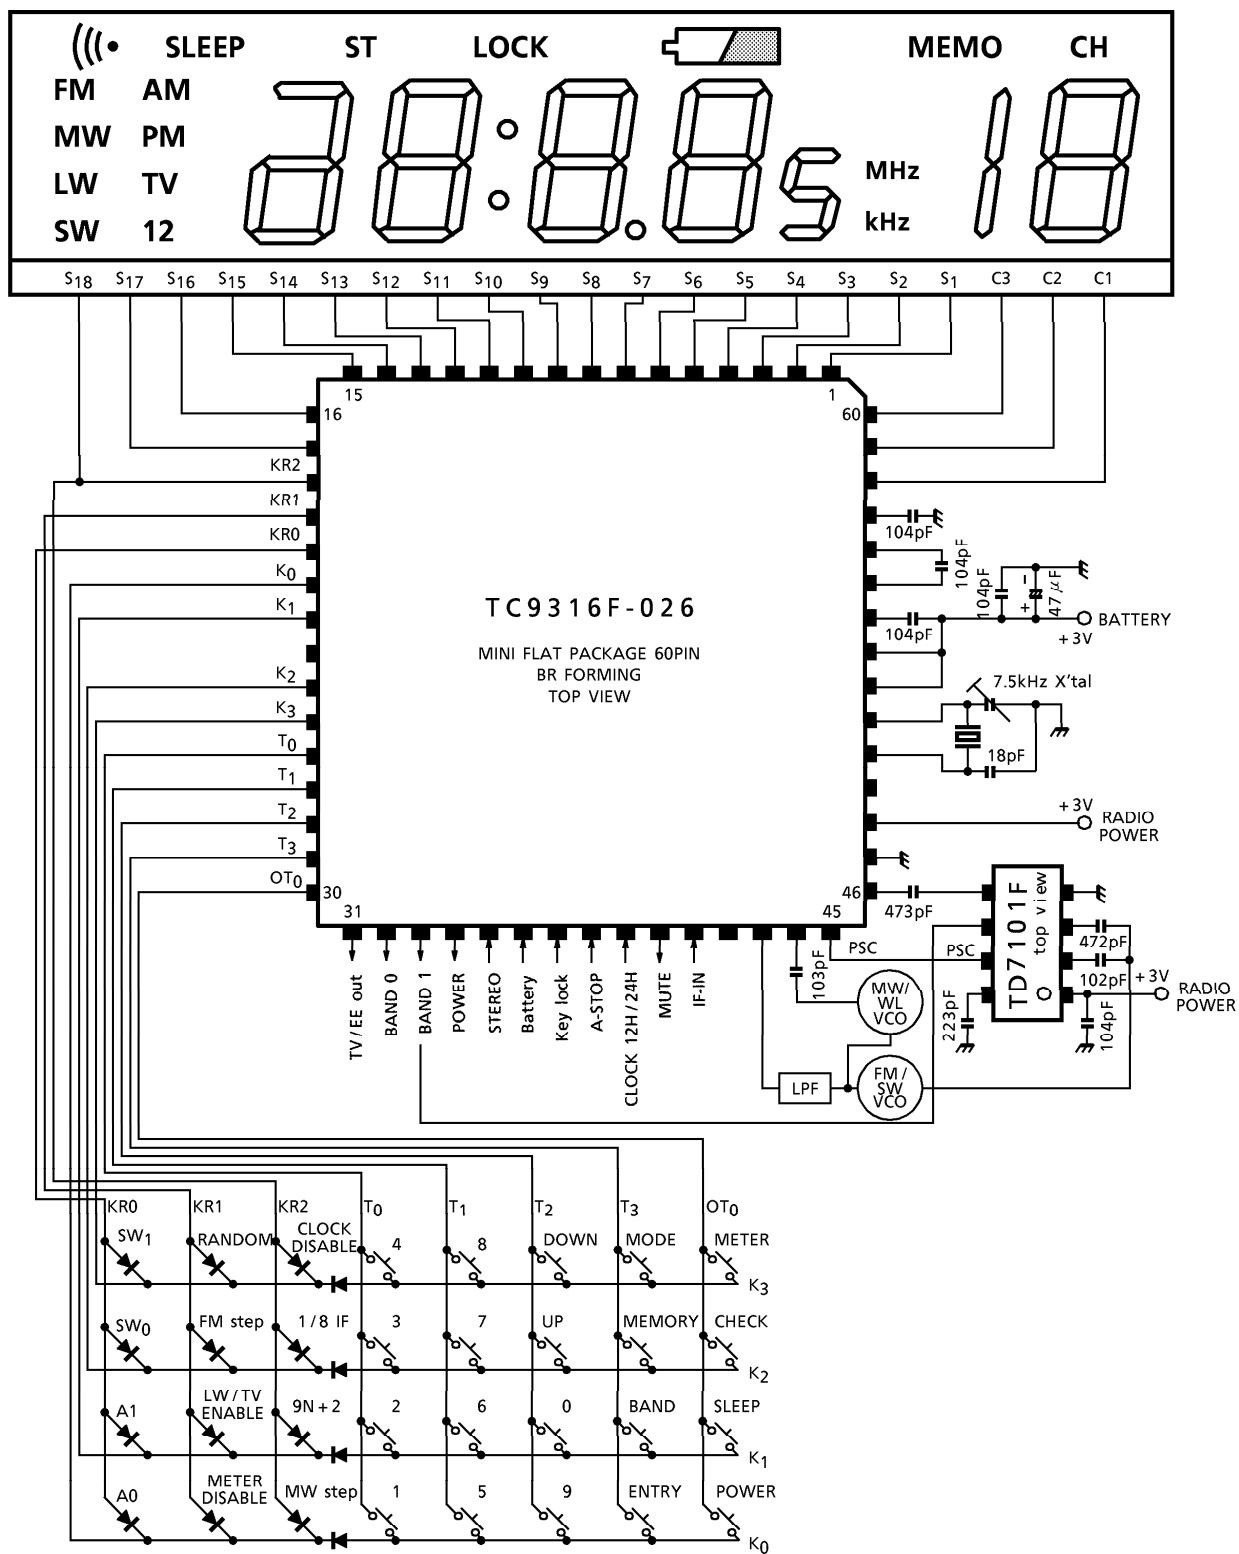 SLEEP ST LOCK MEMO CH
FM AM
MW PM
LW TV MHz
SW 12 kHz
28:8.85 18
S18 S17 S16 S15 S14 S13 S12 S11 S10 S9 S8 S7 S6 S5 S4 S3 S2 S1 C3 C2 C1
15 1
16 60
KR2
KR1
KR0
K0
K1
K2
K3
T0
T1
T2
T3
OT0
30 46
31 45
TC9316F-026
MINI FLAT PACKAGE 60PIN
BR FORMING
TOP VIEW
104pF
104pF
104pF
104pF
- + 47μF
BATTERY
+3V
7.5kHz X'tal
18pF
+3V
RADIO
POWER
473pF
TD7101F
top view
472pF
102pF
+3V
RADIO
POWER
104pF
223pF
PSC PSC
103pF
MW/
WL
VCO
FM/
SW
VCO
LPF
TV/EE out
BAND 0
BAND 1
POWER
STEREO
Battery
Key lock
A-STOP
CLOCK 12H/24H
MUTE
IF-IN
KR0 KR1 KR2 T0 T1 T2 T3 OT0
SW1 RANDOM CLOCK
DISABLE 4 8 DOWN MODE METER
K3
SW0 FM step 1/8 IF 3 7 UP MEMORY CHECK
K2
A1 LW/TV
ENABLE 9N+2 2 6 0 BAND SLEEP
K1
A0 METER
DISABLE MW step 1 5 9 ENTRY POWER
K0